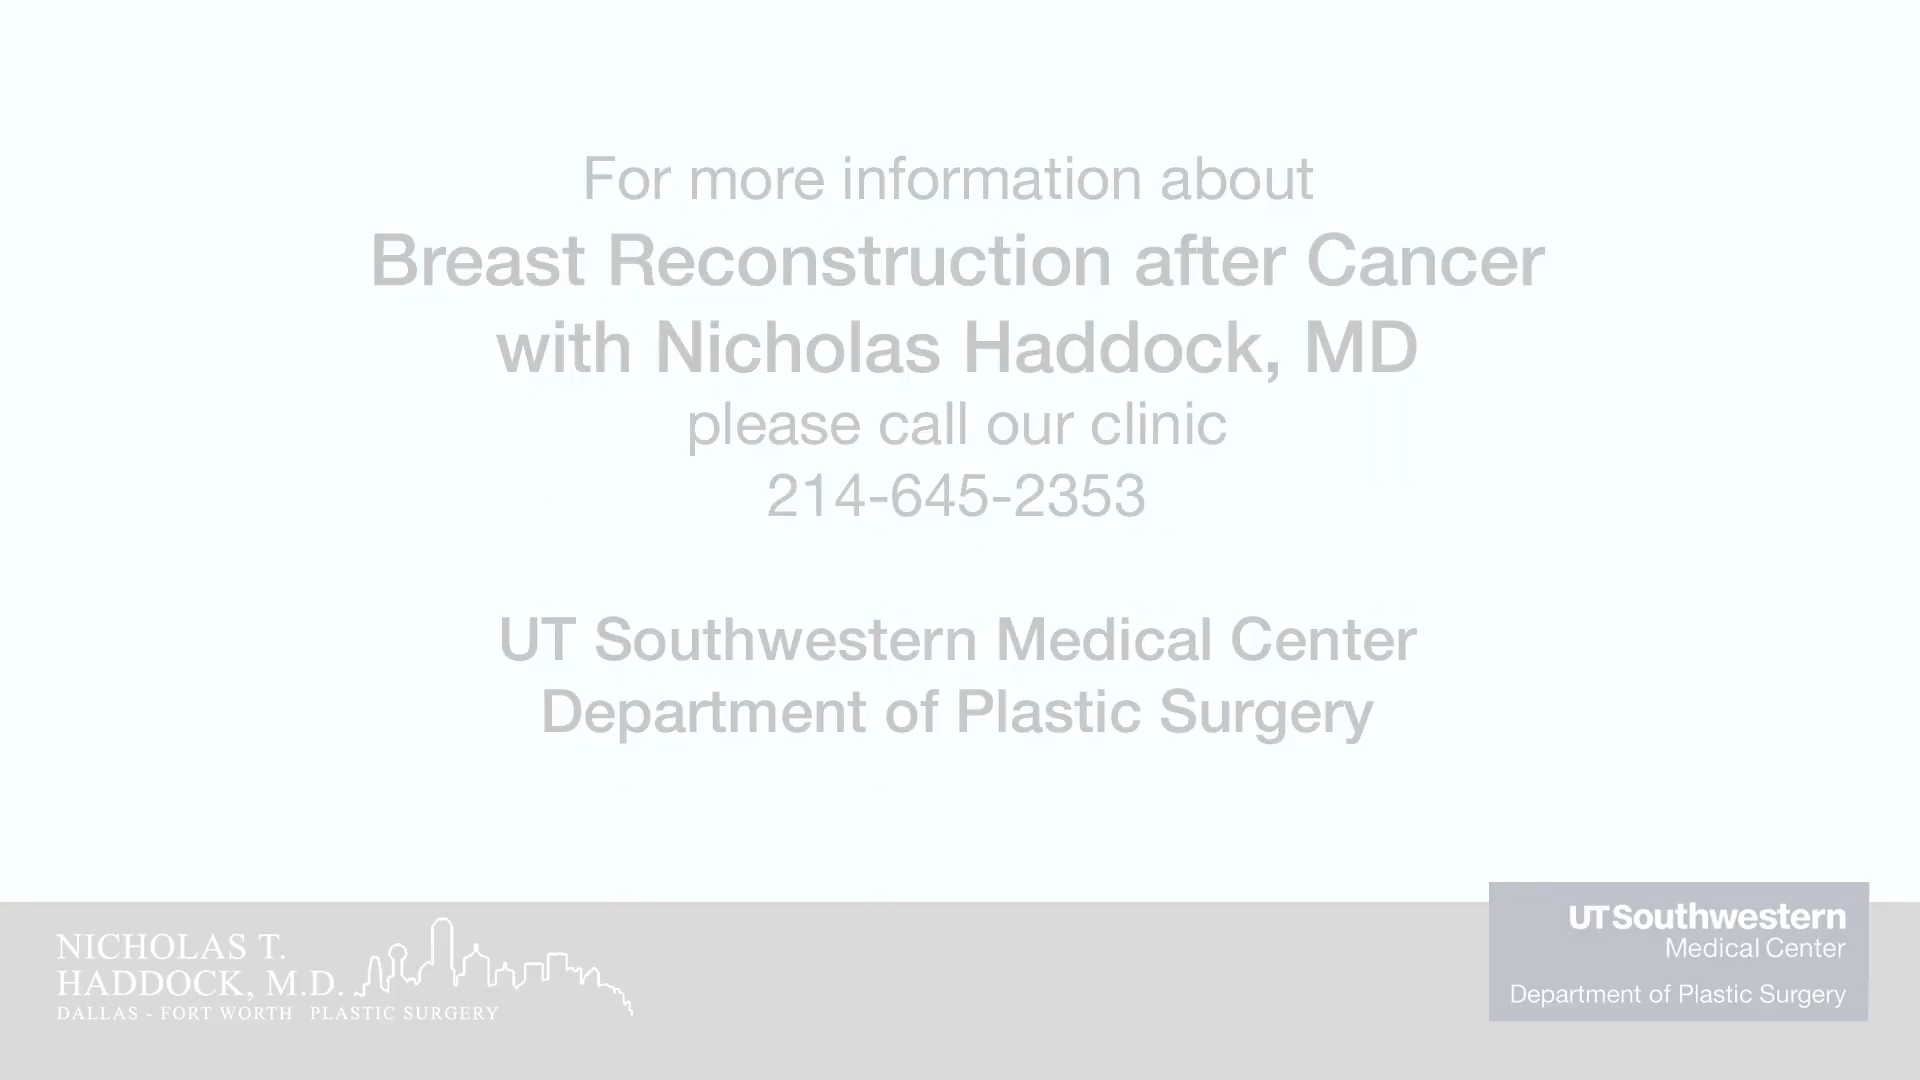 For more information about
Breast Reconstruction after Cancer
with Nicholas Haddock, MD
please call our clinic
214-645-2353
UT Southwestern Medical Center
Department of Plastic Surgery
NICHOLAS T.
HADDOCK, M.D.
DALLAS - FORT WORTH PLASTIC SURGERY
UTSouthwestern
Medical Center
Department of Plastic Surgery